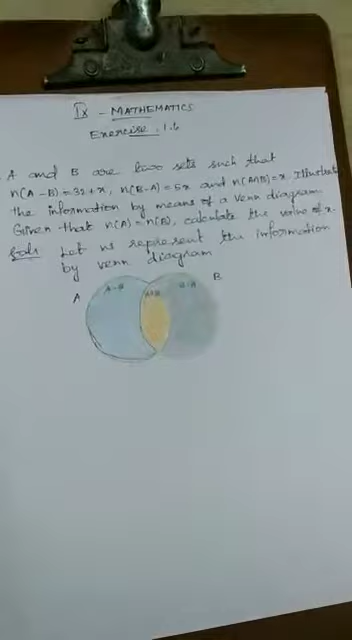 IX - MATHEMATICS
Exercise . 1.6
A and B are two sets such that
n(A - B) = 32 + x, n(B - A) = 5x and n(A∩B) = x. Illustrate
the information by means of a venn diagram.
Given that n(A) = n(B), calculate the value of x.
Soln Let us represent the information
by venn diagram
A B
A-B A∩B B-A